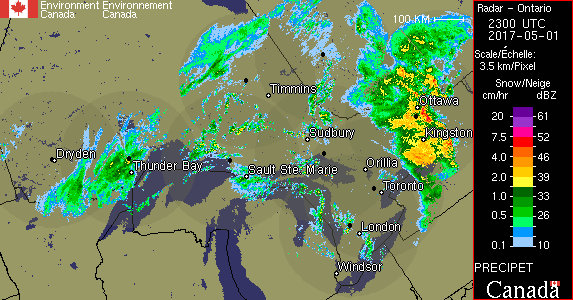 Environment Environnement
Canada Canada
100 KM
Timmins
Ottawa
Sudbury
Kingston
Dryden
Thunder Bay
Sault Ste. Marie
Orillia
Toronto
London
Windsor
Radar - Ontario
2300 UTC
2017-05-01
Scale/Échelle:
3.5 km/Pixel
Snow/Neige
cm/hr dBZ
20 61
7.5 52
4.0 46
2.0 39
1.0 33
0.5 26
0.1 10
PRECIPET
Canada